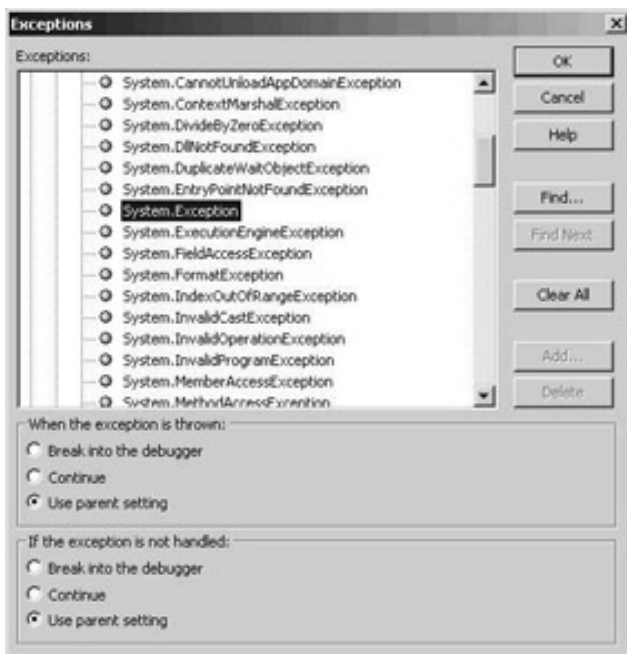 Exceptions
Exceptions:
System.CannotUnloadAppDomainException
System.ContextMarshalException
System.DivideByZeroException
System.DllNotFoundException
System.DuplicateWaitObjectException
System.EntryPointNotFoundException
System.Exception
System.ExecutionEngineException
System.FieldAccessException
System.FormatException
System.IndexOutOfRangeException
System.InvalidCastException
System.InvalidOperationException
System.InvalidProgramException
System.MemberAccessException
System.MethodAccessException
OK
Cancel
Help
Find...
Find Next
Clear All
Add...
Delete
When the exception is thrown:
Break into the debugger
Continue
Use parent setting
If the exception is not handled:
Break into the debugger
Continue
Use parent setting